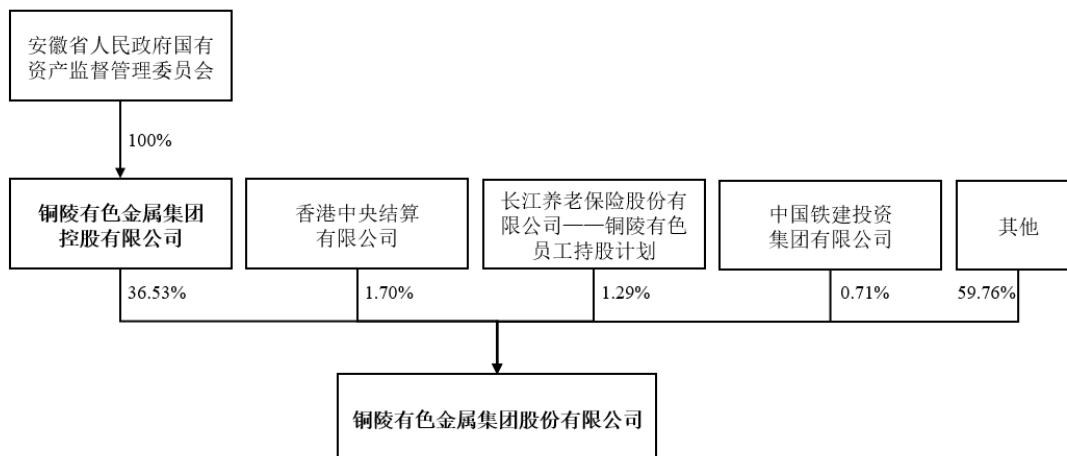 安徽省人民政府国有
资产监督管理委员会
100%
铜陵有色金属集团
控股有限公司
香港中央结算
有限公司
长江养老保险股份有
限公司——铜陵有色
员工持股计划
中国铁建投资
集团有限公司
其他
36.53%
1.70%
1.29%
0.71%
59.76%
铜陵有色金属集团股份有限公司